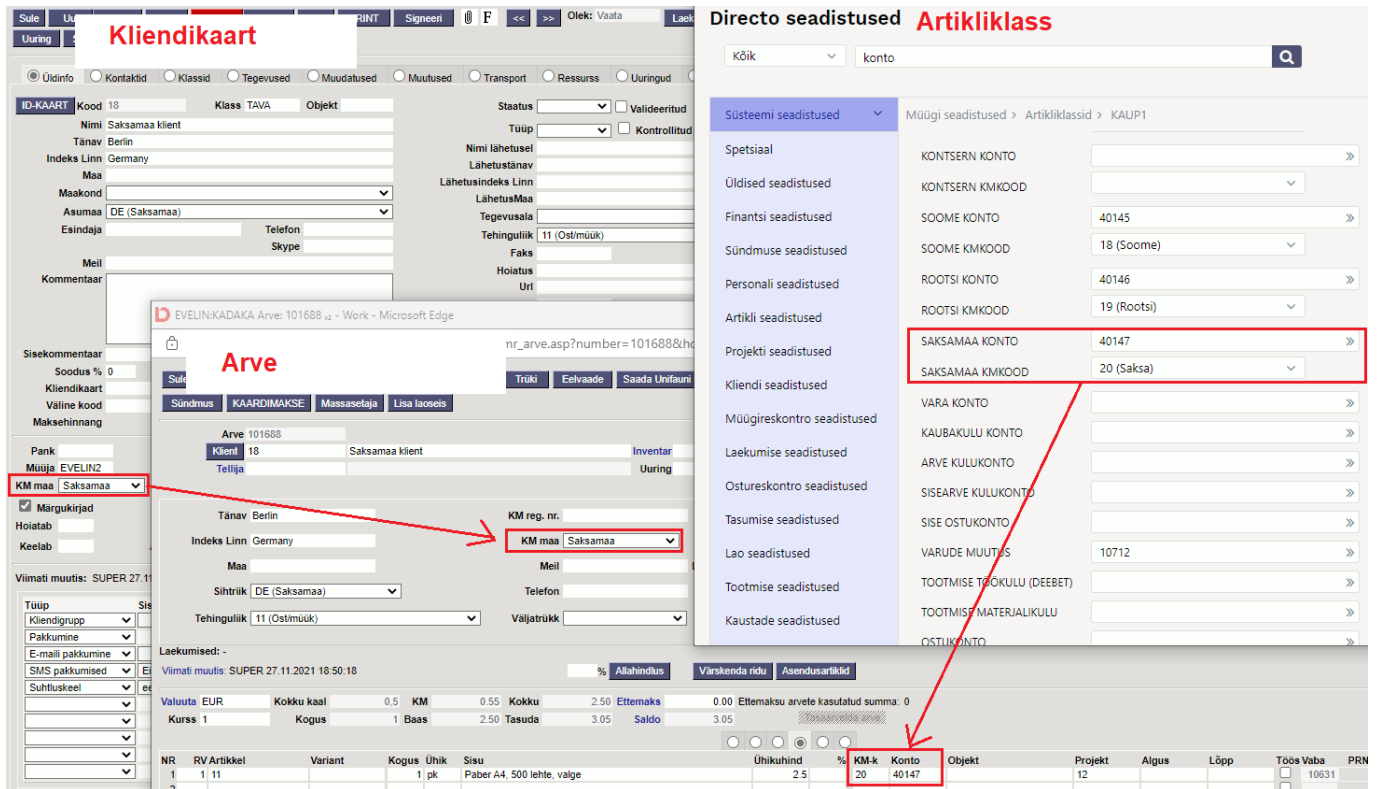 Sule
RINT Signeeri F << >> Olek: Vaata
Uuring
Kliendikaart
Üldinfo Kontaktid Klassid Tegevused Muudatused Muutused Transport Ressurss Uuringud
ID-KAART Kood 18 Klass TAVA Objekt
Nimi Saksamaa klient
Tänav Berlin
Indeks Linn Germany
Maa
Maakond
Asumaa DE (Saksamaa)
Esindaja Telefon
Skype
Meil
Kommentaar
Staatus Valideeritud
Tüüp Kontrollitud
Nimi lähetusel
Lähetustänav
Lähetusindeks Linn
LähetusMaa
Tegevusala
Tehinguliik 11 (Ost/müük)
Faks
Hoiatus
Url
Sisekommentaar
Soodus % 0
Kliendikaart
Väline kood
Maksehinnang
Pank
Müüja EVELIN2
KM maa Saksamaa
Märgukirjad
Hoiatab
Keelab
Viimati muutis: SUPER 27.11
Tüüp
Kliendigrupp
Pakkumine
E-maili pakkumine
SMS pakkumised
Suhtluskeel
Directo seadistused Artikliklass
Kõik konto
Süsteemi seadistused
Spetsiaal
Üldised seadistused
Finantsi seadistused
Sündmuse seadistused
Personali seadistused
Artikli seadistused
Projekti seadistused
Kliendi seadistused
Müügireskontro seadistused
Laekumise seadistused
Ostureskontro seadistused
Tasumise seadistused
Lao seadistused
Tootmise seadistused
Kaustade seadistused
Müügi seadistused > Artikliklassid > KAUP1
KONTSERN KONTO
KONTSERN KMKOOD
SOOME KONTO 40145
SOOME KMKOOD 18 (Soome)
ROOTSI KONTO 40146
ROOTSI KMKOOD 19 (Rootsi)
SAKSAMAA KONTO 40147
SAKSAMAA KMKOOD 20 (Saksa)
VARA KONTO
KAUBAKULU KONTO
ARVE KULUKONTO
SISEARVE KULUKONTO
SISE OSTUKONTO
VARUDE MUUTUS 10712
TOOTMISE TÖÖKULU (DEEBET)
TOOTMISE MATERJALIKULU
OSTUKONTO
EVELIN:KADAKA Arve: 101688 v2 - Work - Microsoft Edge
mr_arve.asp?number=101688&ho
Arve
Trüki Eelvaade Saada Unifauni
Sündmus KAARDIMAKSE Massasetaja Lisa laoseis
Arve 101688
Klient 18 Saksamaa klient Inventar
Tellija Uuring
Tänav Berlin KM reg. nr.
Indeks Linn Germany KM maa Saksamaa
Maa Meil
Sihtriik DE (Saksamaa) Telefon
Tehinguliik 11 (Ost/müük) Väljatrükk
Laekumised: -
Viimati muutis: SUPER 27.11.2021 18:50:18 % Allahindlus Värskenda ridu Asendusartiklid
Valuuta EUR Kokku kaal 0,5 KM 0.55 Kokku 2.50 Ettemaks 0.00 Ettemaksu arvete kasutatud summa: 0
Kurss 1 Kogus 1 Baas 2.50 Tasuda 3.05 Saldo 3.05 Tasaarvelda arve
NR RV Artikkel Variant Kogus Ühik Sisu Ühikuhind % KM-k Konto Objekt Projekt Algus Lõpp Töös Vaba PRN
1 1 11 1 pk Paber A4, 500 lehte, valge 2.5 20 40147 12 10631